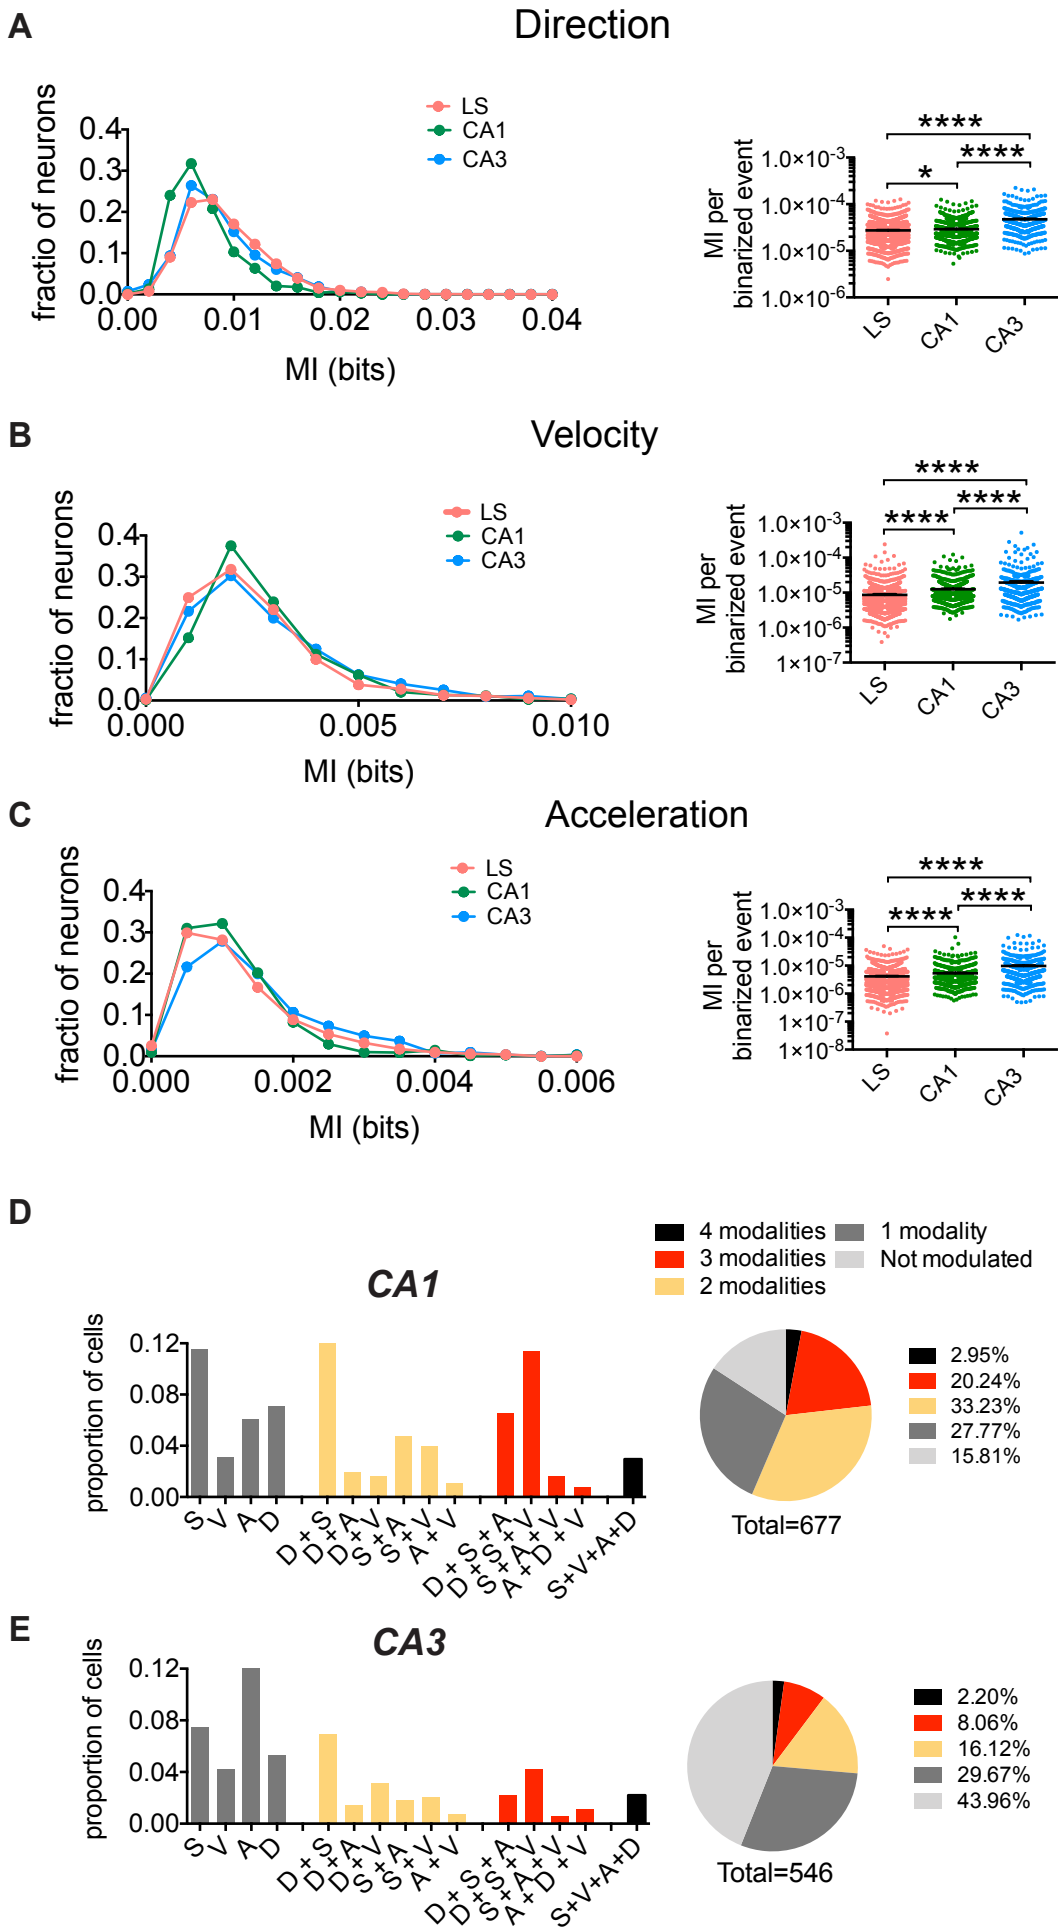 A
Direction
fractio of neurons
LS
CA1
CA3
0.4
0.3
0.2
0.1
0.0
0.00 0.01 0.02 0.03 0.04
MI (bits)
MI per
binarized event
1.0×10-3
1.0×10-4
1.0×10-5
1.0×10-6
****
* ****
LS CA1 CA3
B
Velocity
fractio of neurons
LS
CA1
CA3
0.4
0.3
0.2
0.1
0.0
0.000 0.005 0.010
MI (bits)
MI per
binarized event
1.0×10-3
1.0×10-4
1.0×10-5
1.0×10-6
1×10-7
****
**** ****
LS CA1 CA3
C
Acceleration
fractio of neurons
LS
CA1
CA3
0.4
0.3
0.2
0.1
0.0
0.000 0.002 0.004 0.006
MI (bits)
MI per
binarized event
1.0×10-3
1.0×10-4
1.0×10-5
1.0×10-6
1×10-7
1×10-8
****
**** ****
LS CA1 CA3
D
4 modalities 1 modality
3 modalities Not modulated
2 modalities
CA1
proportion of cells
0.12
0.08
0.04
0.00
S V A D D + S D + A D + V S + A S + V A + V D + S + A D + S + V S + A + V A + D + V S+V+A+D
2.95%
20.24%
33.23%
27.77%
15.81%
Total=677
E
CA3
proportion of cells
0.12
0.08
0.04
0.00
S V A D D + S D + A D + V S + A S + V A + V D + S + A D + S + V S + A + V A + D + V S+V+A+D
2.20%
8.06%
16.12%
29.67%
43.96%
Total=546